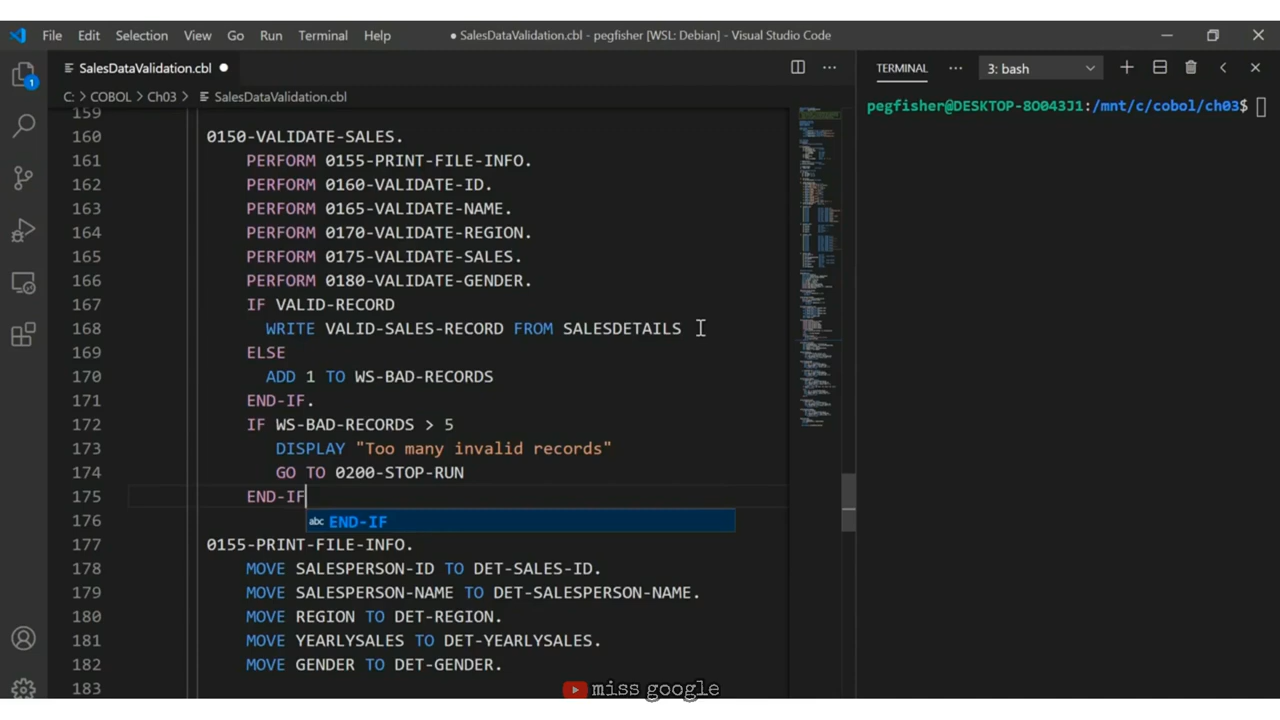 File Edit Selection View Go Run Terminal Help ● SalesDataValidation.cbl - pegfisher [WSL: Debian] - Visual Studio Code
SalesDataValidation.cbl ●
TERMINAL ··· 3: bash
C: > COBOL > Ch03 > SalesDataValidation.cbl
pegfisher@DESKTOP-8O043J1:/mnt/c/cobol/ch03$
1
159
160 0150-VALIDATE-SALES.
161 PERFORM 0155-PRINT-FILE-INFO.
162 PERFORM 0160-VALIDATE-ID.
163 PERFORM 0165-VALIDATE-NAME.
164 PERFORM 0170-VALIDATE-REGION.
165 PERFORM 0175-VALIDATE-SALES.
166 PERFORM 0180-VALIDATE-GENDER.
167 IF VALID-RECORD
168 WRITE VALID-SALES-RECORD FROM SALESDETAILS
169 ELSE
170 ADD 1 TO WS-BAD-RECORDS
171 END-IF.
172 IF WS-BAD-RECORDS > 5
173 DISPLAY "Too many invalid records"
174 GO TO 0200-STOP-RUN
175 END-IF
176 abc END-IF
177 0155-PRINT-FILE-INFO.
178 MOVE SALESPERSON-ID TO DET-SALES-ID.
179 MOVE SALESPERSON-NAME TO DET-SALESPERSON-NAME.
180 MOVE REGION TO DET-REGION.
181 MOVE YEARLYSALES TO DET-YEARLYSALES.
182 MOVE GENDER TO DET-GENDER.
183
miss google